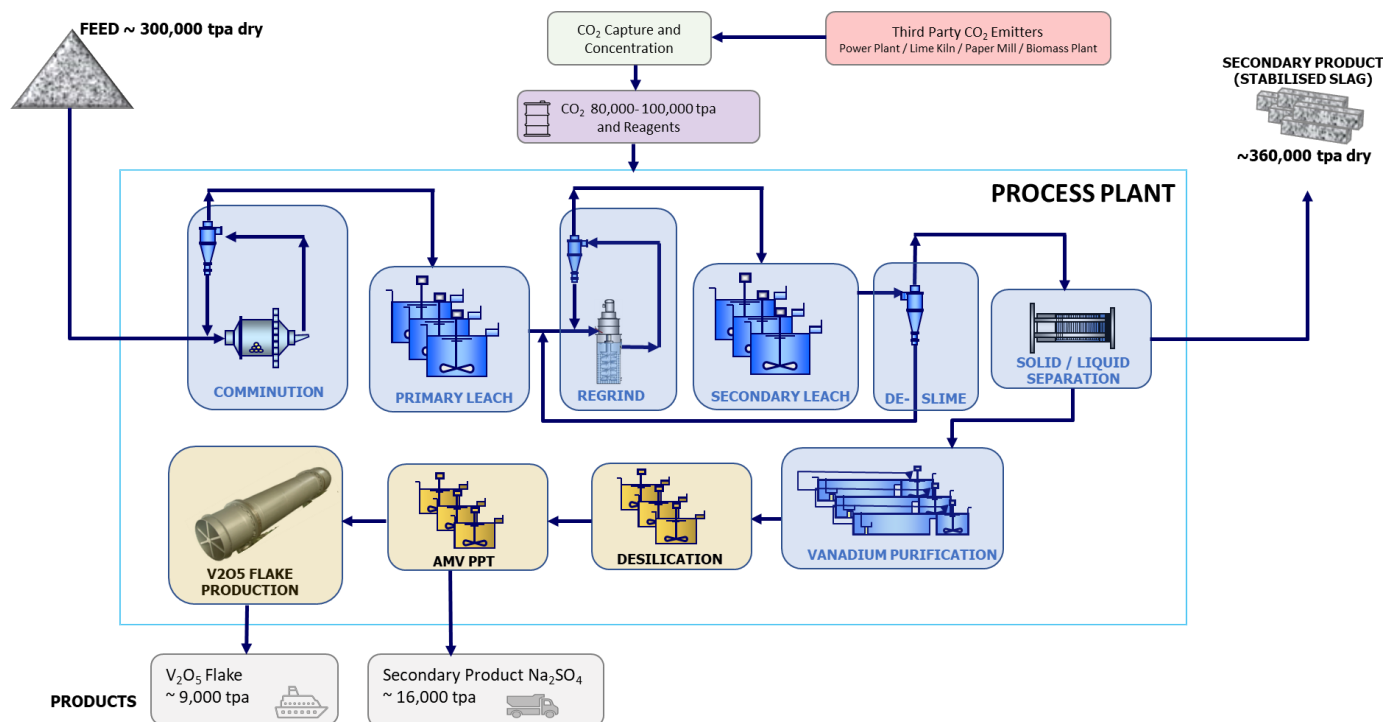 FEED ~ 300,000 tpa dry
CO₂ Capture and
Concentration
Third Party CO₂ Emitters
Power Plant / Lime Kiln / Paper Mill / Biomass Plant
SECONDARY PRODUCT
(STABILISED SLAG)
~360,000 tpa dry
CO₂ 80,000-100,000 tpa
and Reagents
PROCESS PLANT
COMMINUTION
PRIMARY LEACH
REGRIND
SECONDARY LEACH
DE- SLIME
SOLID / LIQUID
SEPARATION
V2O5 FLAKE
PRODUCTION
AMV PPT
DESILICATION
VANADIUM PURIFICATION
PRODUCTS
V₂O₅ Flake
~ 9,000 tpa
Secondary Product Na₂SO₄
~ 16,000 tpa